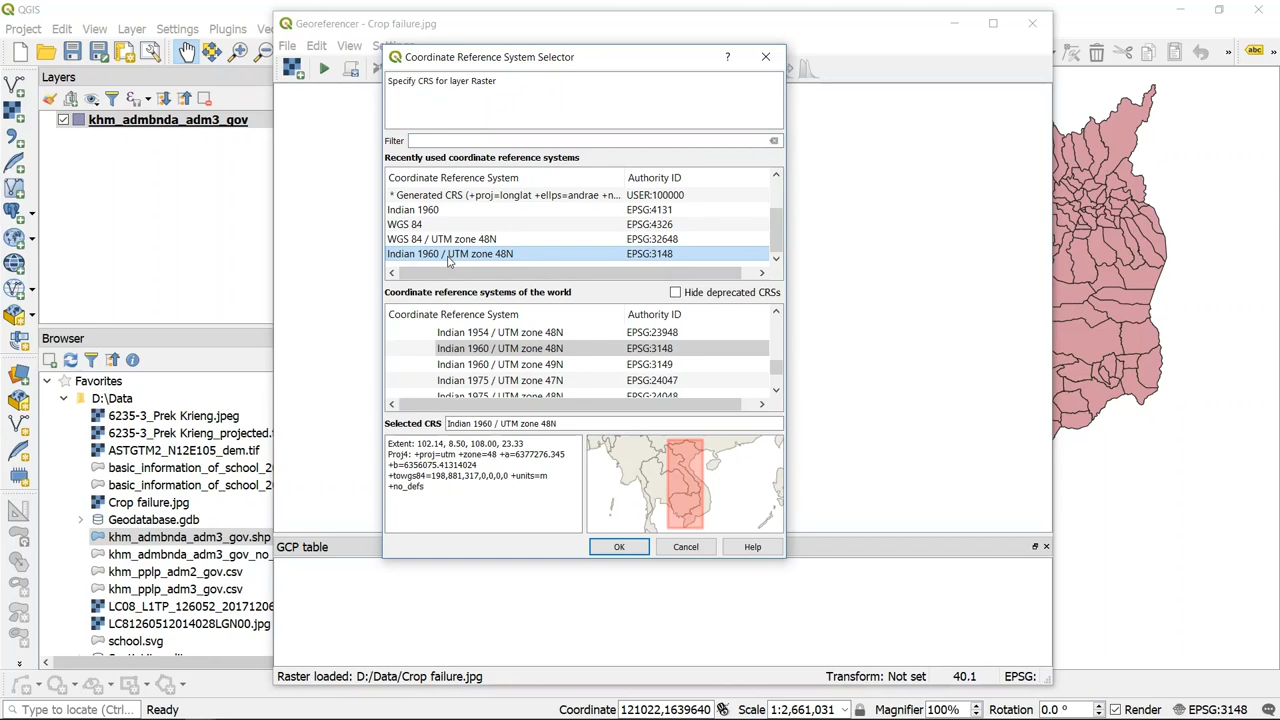 QGIS
Project Edit View Layer Settings Plugins
Layers
khm_admbnda_adm3_gov
Browser
Favorites
D:\Data
6235-3_Prek Krieng.jpeg
6235-3_Prek Krieng_projected.
ASTGTM2_N12E105_dem.tif
basic_information_of_school_2
basic_information_of_school_2
Crop failure.jpg
Geodatabase.gdb
khm_admbnda_adm3_gov.shp
khm_admbnda_adm3_gov_no_
khm_pplp_adm2_gov.csv
khm_pplp_adm3_gov.csv
LC08_L1TP_126052_20171206
LC81260512014028LGN00.jpg
school.svg
Georeferencer - Crop failure.jpg
File Edit View
Coordinate Reference System Selector
?
Specify CRS for layer Raster
Filter
Recently used coordinate reference systems
Coordinate Reference System Authority ID
* Generated CRS (+proj=longlat +ellps=andrae +n... USER:100000
Indian 1960 EPSG:4131
WGS 84 EPSG:4326
WGS 84 / UTM zone 48N EPSG:32648
Indian 1960 / UTM zone 48N EPSG:3148
Coordinate reference systems of the world Hide deprecated CRSs
Coordinate Reference System Authority ID
Indian 1954 / UTM zone 48N EPSG:23948
Indian 1960 / UTM zone 48N EPSG:3148
Indian 1960 / UTM zone 49N EPSG:3149
Indian 1975 / UTM zone 47N EPSG:24047
Indian 1975 / UTM zone 48N EPSG:24048
Selected CRS Indian 1960 / UTM zone 48N
Extent: 102.14, 8.50, 108.00, 23.33
Proj4: +proj=utm +zone=48 +a=6377276.345
+b=6356075.41314024
+towgs84=198,881,317,0,0,0,0 +units=m
+no_defs
OK Cancel Help
GCP table
Raster loaded: D:/Data/Crop failure.jpg Transform: Not set 40.1 EPSG:
abc
Type to locate (Ctrl... Ready Coordinate 121022,1639640 Scale 1:2,661,031 Magnifier 100% Rotation 0.0 ° Render EPSG:3148